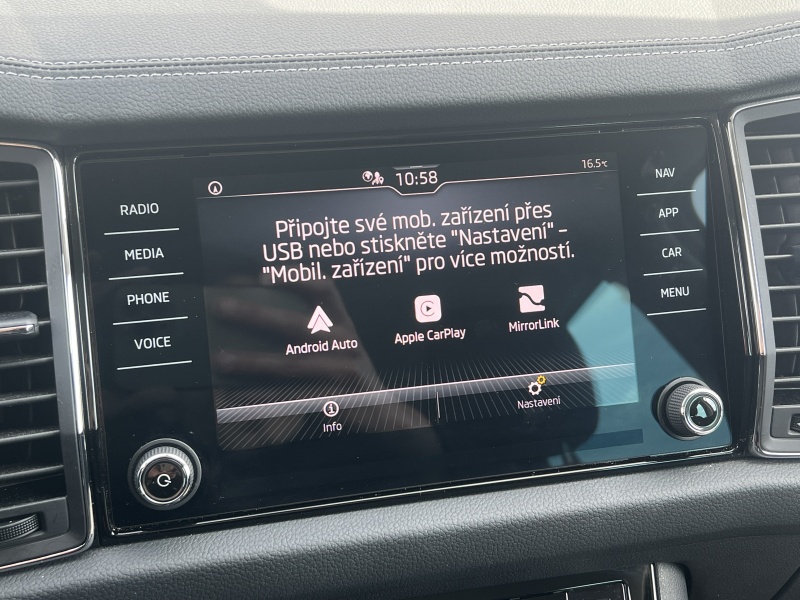 10:58
16.5°C
RADIO
MEDIA
PHONE
VOICE
Připojte své mob. zařízení přes
USB nebo stiskněte "Nastavení" –
"Mobil. zařízení" pro více možností.
Android Auto
Apple CarPlay
MirrorLink
Info
Nastavení
NAV
APP
CAR
MENU